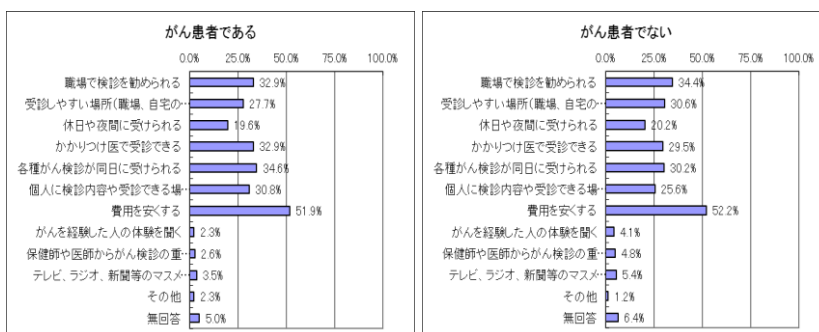 がん患者である
0.0% 25.0% 50.0% 75.0% 100.0%
職場で検診を勧められる 32.9%
受診しやすい場所(職場、自宅の… 27.7%
休日や夜間に受けられる 19.6%
かかりつけ医で受診できる 32.9%
各種がん検診が同日に受けられる 34.6%
個人に検診内容や受診できる場… 30.8%
費用を安くする 51.9%
がんを経験した人の体験を聞く 2.3%
保健師や医師からがん検診の重… 2.6%
テレビ、ラジオ、新聞等のマスメ… 3.5%
その他 2.3%
無回答 5.0%
がん患者でない
0.0% 25.0% 50.0% 75.0% 100.0%
職場で検診を勧められる 34.4%
受診しやすい場所(職場、自宅の… 30.6%
休日や夜間に受けられる 20.2%
かかりつけ医で受診できる 29.5%
各種がん検診が同日に受けられる 30.2%
個人に検診内容や受診できる場… 25.6%
費用を安くする 52.2%
がんを経験した人の体験を聞く 4.1%
保健師や医師からがん検診の重… 4.8%
テレビ、ラジオ、新聞等のマスメ… 5.4%
その他 1.2%
無回答 6.4%